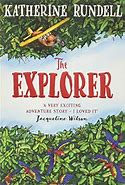 KATHERINE RUNDELL
The
EXPLORER
'A VERY EXCITING
ADVENTURE STORY – I LOVED IT'
Jacqueline Wilson